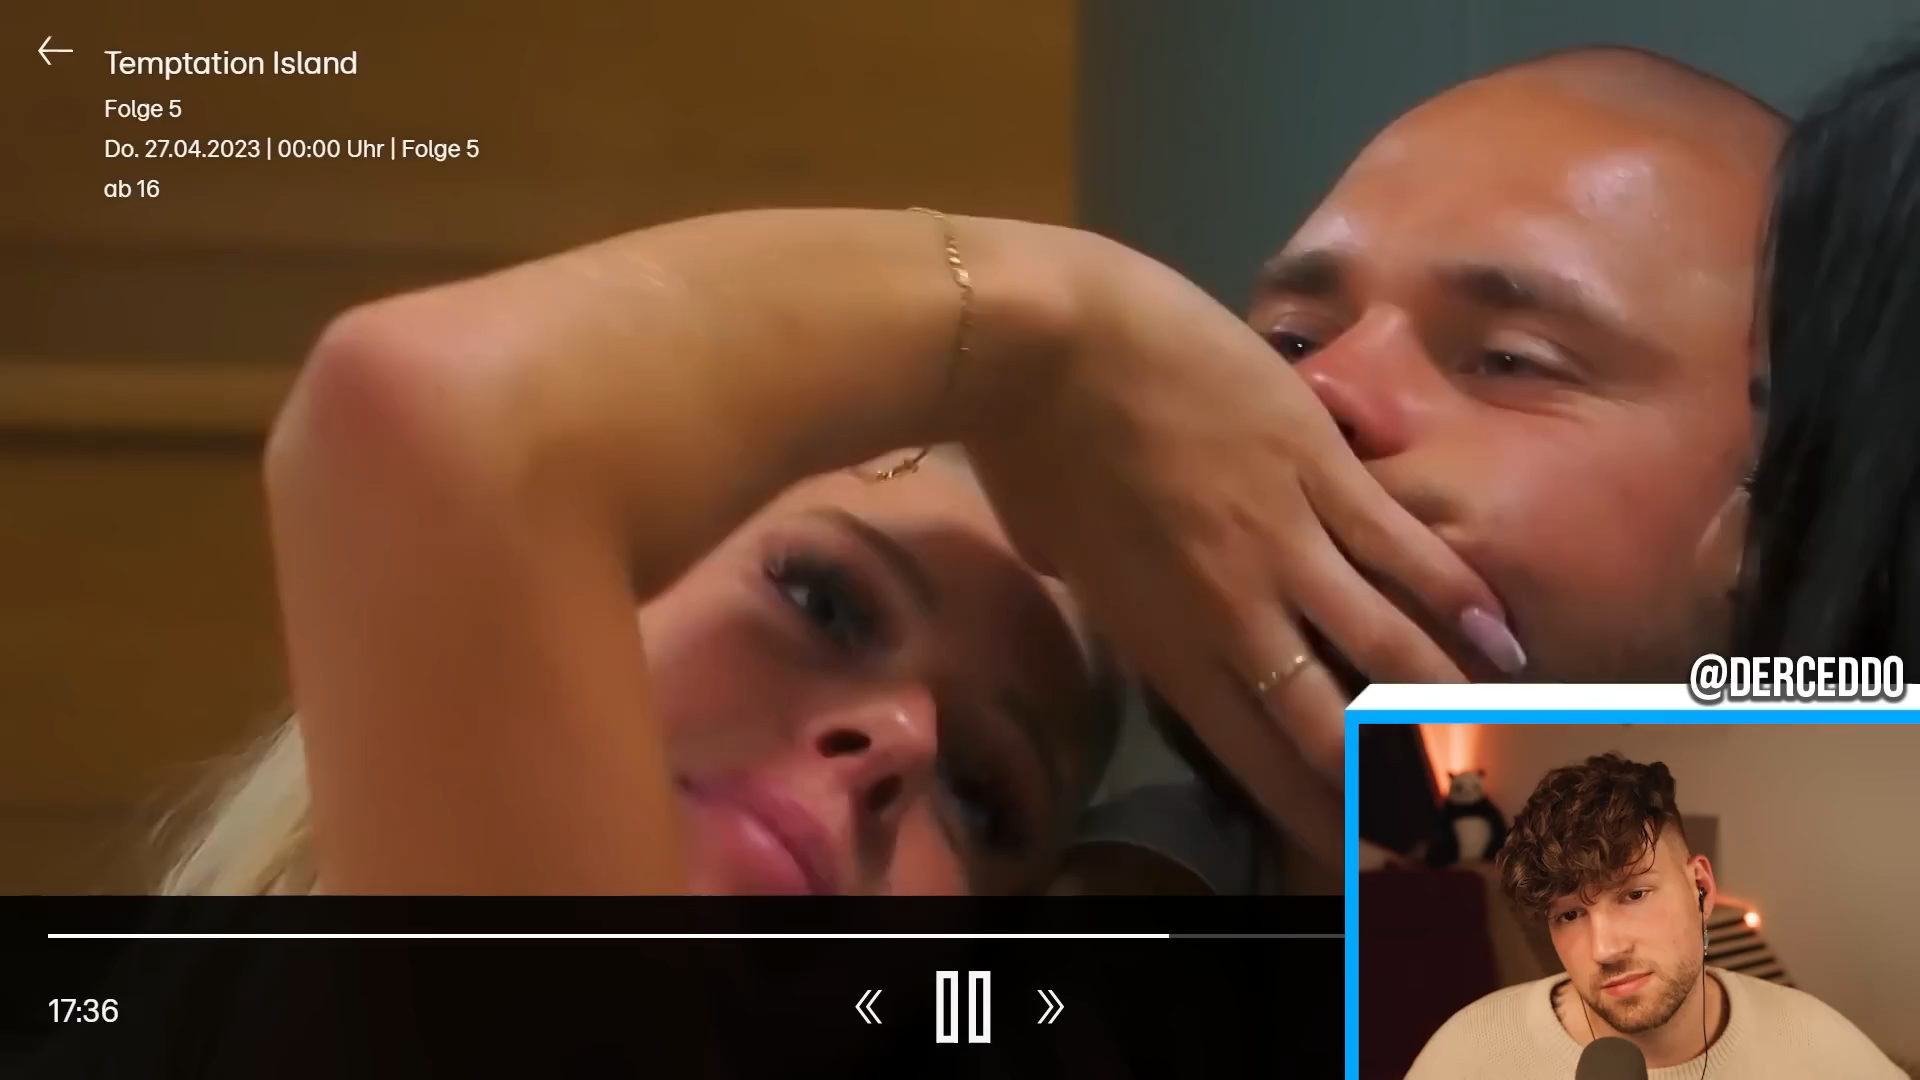 Temptation Island
Folge 5
Do. 27.04.2023 | 00:00 Uhr | Folge 5
ab 16
@DERCEDDO
17:36